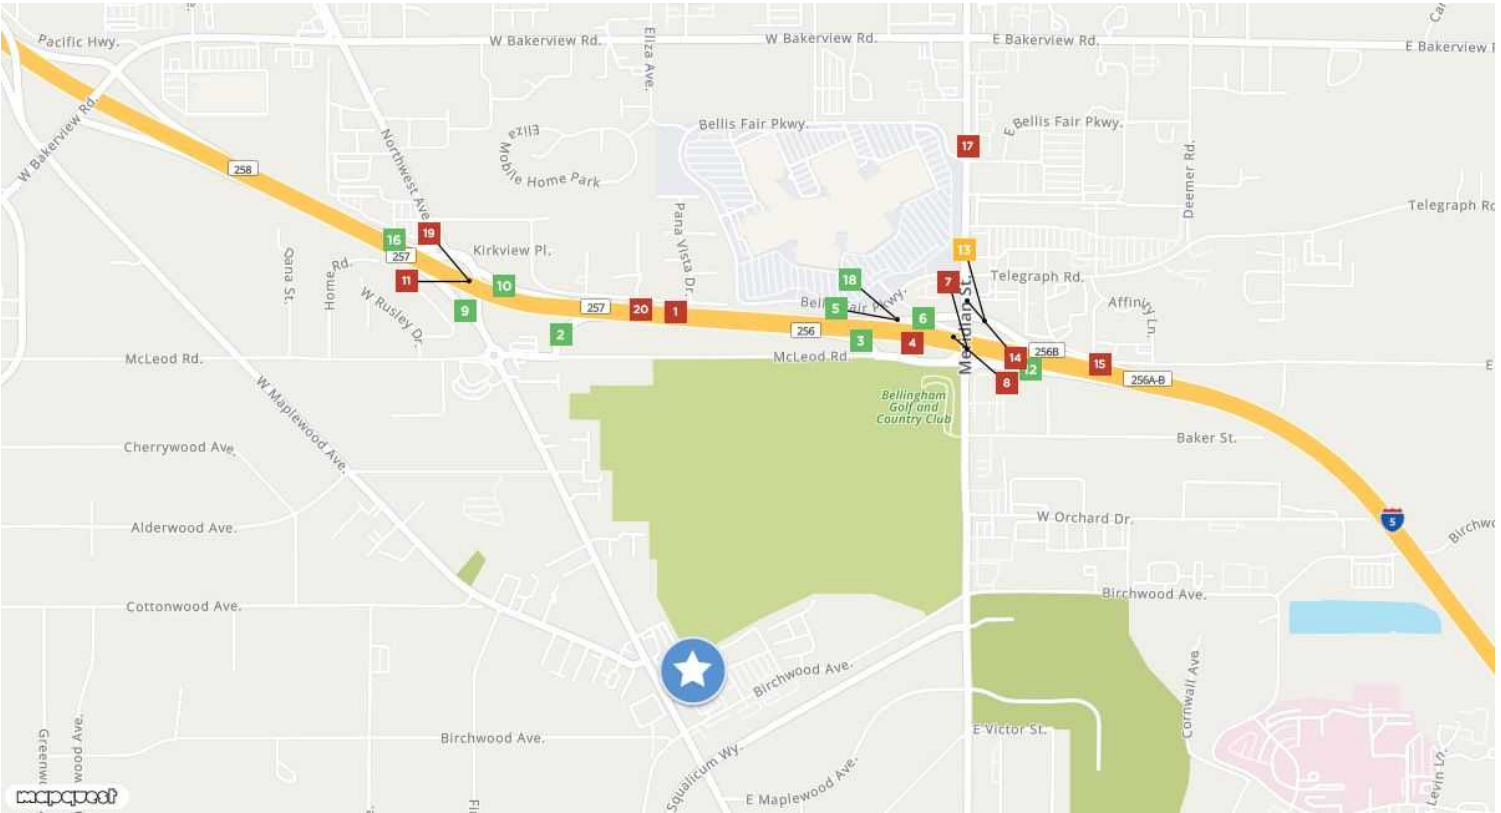 Pacific Hwy.
W Bakerview Rd.
W Bakerview Rd.
E Bakerview Rd.
E Bakerview
Eliza Ave.
W Bakerview Rd.
Northwest Ave.
Eliza
Mobile Home Park
Bellis Fair Pkwy.
E Bellis Fair Pkwy.
17
Deemer Rd.
258
Telegraph
16
19
257
Kirkview Pl.
Pana Vista Dr.
13
Qana St.
Home
Rd.
11
10
18
7
Telegraph Rd.
W Rusley Dr.
9
257
20
1
5
6
Affinity Ln.
Meridian St.
2
256
3
4
McLeod Rd.
McLeod Rd
14
256B
12
15
256A-B
8
W Maplewood Ave.
Bellingham
Golf and
Country Club
Baker St.
Cherrywood Ave.
Alderwood Ave.
W Orchard Dr.
5
Cottonwood Ave.
Birchwood Ave.
Birchwood Ave.
Cornwall Ave
Birchwood Ave.
E Victor St.
Squalicum Wy.
E Maplewood Ave.
wood Ave.
Levin Ln.
mapquest